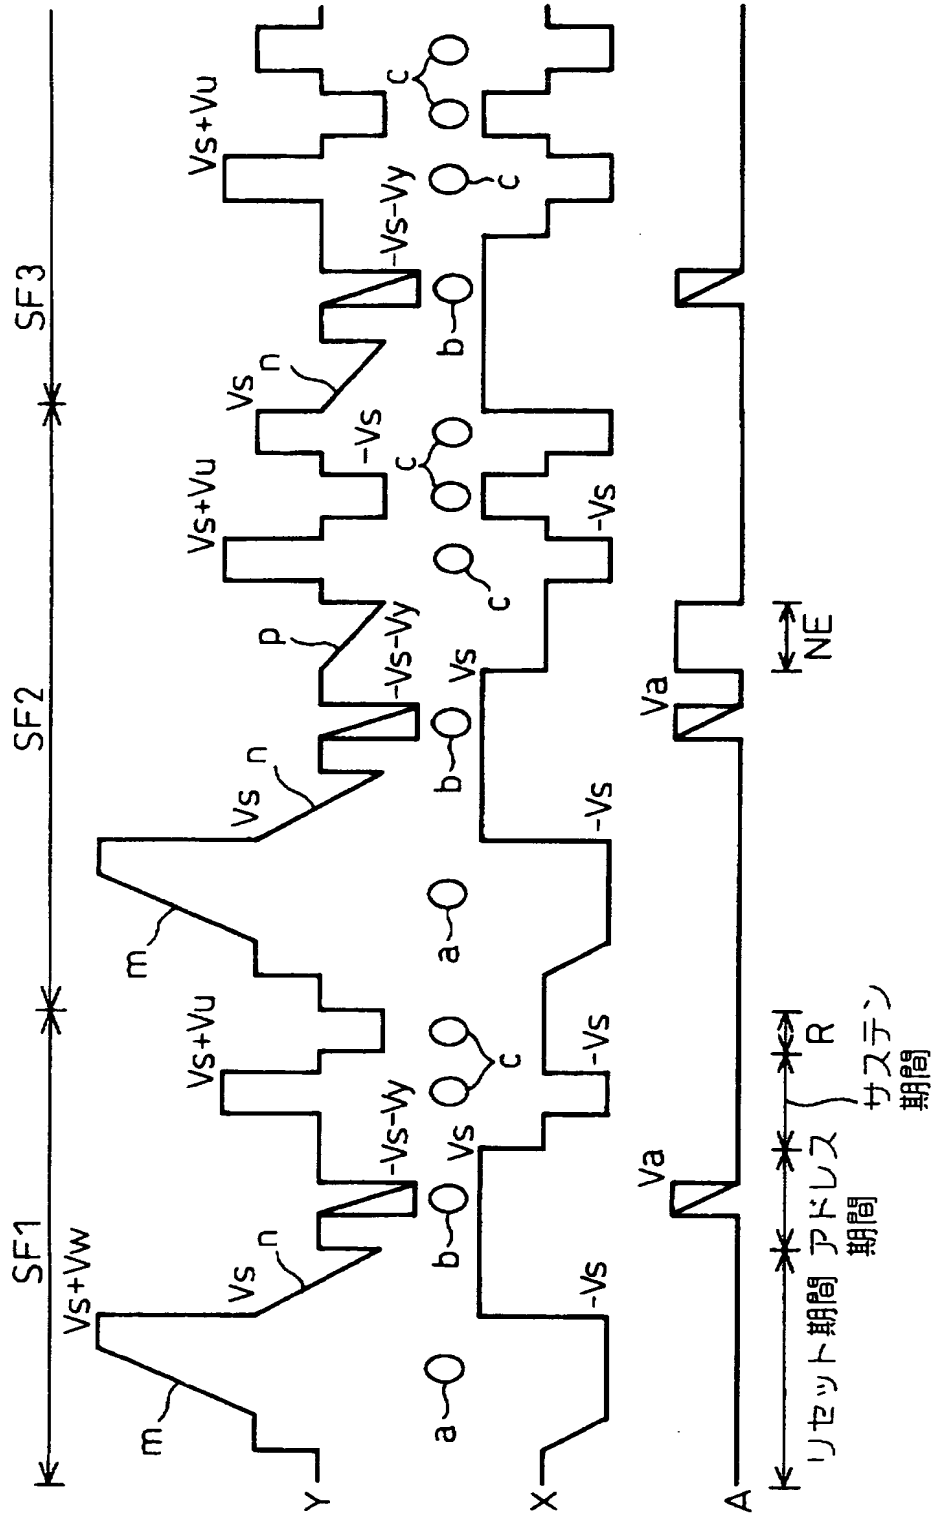 SF1
SF2
SF3
Vs+Vw
m
Vs
n
-Vs-Vy
Vs+Vu
m
Vs
n
-Vs-Vy
p
Vs+Vu
-Vs
Vs
n
-Vs-Vy
Vs+Vu
Y
a
b
c
a
b
c
c
b
c
c
X
-Vs
Vs
-Vs
-Vs
Vs
-Vs
A
Va
Va
リセット期間
アドレス
期間
サステン
期間
R
NE